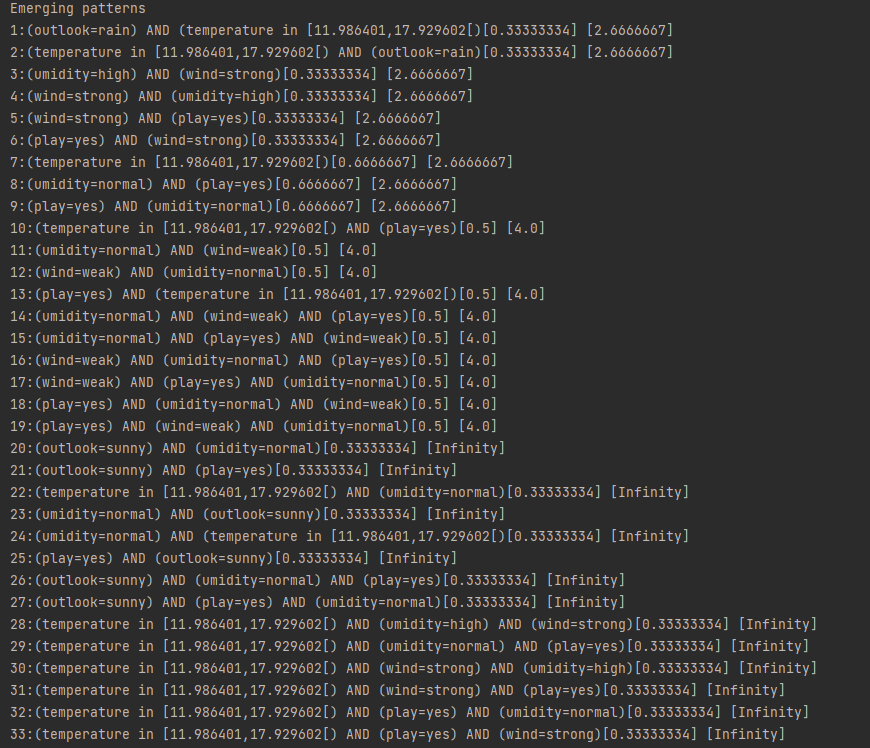 Emerging patterns
1:(outlook=rain) AND (temperature in [11.986401,17.929602[)[0.33333334] [2.6666667]
2:(temperature in [11.986401,17.929602[) AND (outlook=rain)[0.33333334] [2.6666667]
3:(umidity=high) AND (wind=strong)[0.33333334] [2.6666667]
4:(wind=strong) AND (umidity=high)[0.33333334] [2.6666667]
5:(wind=strong) AND (play=yes)[0.33333334] [2.6666667]
6:(play=yes) AND (wind=strong)[0.33333334] [2.6666667]
7:(temperature in [11.986401,17.929602[)[0.6666667] [2.6666667]
8:(umidity=normal) AND (play=yes)[0.6666667] [2.6666667]
9:(play=yes) AND (umidity=normal)[0.6666667] [2.6666667]
10:(temperature in [11.986401,17.929602[) AND (play=yes)[0.5] [4.0]
11:(umidity=normal) AND (wind=weak)[0.5] [4.0]
12:(wind=weak) AND (umidity=normal)[0.5] [4.0]
13:(play=yes) AND (temperature in [11.986401,17.929602[)[0.5] [4.0]
14:(umidity=normal) AND (wind=weak) AND (play=yes)[0.5] [4.0]
15:(umidity=normal) AND (play=yes) AND (wind=weak)[0.5] [4.0]
16:(wind=weak) AND (umidity=normal) AND (play=yes)[0.5] [4.0]
17:(wind=weak) AND (play=yes) AND (umidity=normal)[0.5] [4.0]
18:(play=yes) AND (umidity=normal) AND (wind=weak)[0.5] [4.0]
19:(play=yes) AND (wind=weak) AND (umidity=normal)[0.5] [4.0]
20:(outlook=sunny) AND (umidity=normal)[0.33333334] [Infinity]
21:(outlook=sunny) AND (play=yes)[0.33333334] [Infinity]
22:(temperature in [11.986401,17.929602[) AND (umidity=normal)[0.33333334] [Infinity]
23:(umidity=normal) AND (outlook=sunny)[0.33333334] [Infinity]
24:(umidity=normal) AND (temperature in [11.986401,17.929602[)[0.33333334] [Infinity]
25:(play=yes) AND (outlook=sunny)[0.33333334] [Infinity]
26:(outlook=sunny) AND (umidity=normal) AND (play=yes)[0.33333334] [Infinity]
27:(outlook=sunny) AND (play=yes) AND (umidity=normal)[0.33333334] [Infinity]
28:(temperature in [11.986401,17.929602[) AND (umidity=high) AND (wind=strong)[0.33333334] [Infinity]
29:(temperature in [11.986401,17.929602[) AND (umidity=normal) AND (play=yes)[0.33333334] [Infinity]
30:(temperature in [11.986401,17.929602[) AND (wind=strong) AND (umidity=high)[0.33333334] [Infinity]
31:(temperature in [11.986401,17.929602[) AND (wind=strong) AND (play=yes)[0.33333334] [Infinity]
32:(temperature in [11.986401,17.929602[) AND (play=yes) AND (umidity=normal)[0.33333334] [Infinity]
33:(temperature in [11.986401,17.929602[) AND (play=yes) AND (wind=strong)[0.33333334] [Infinity]